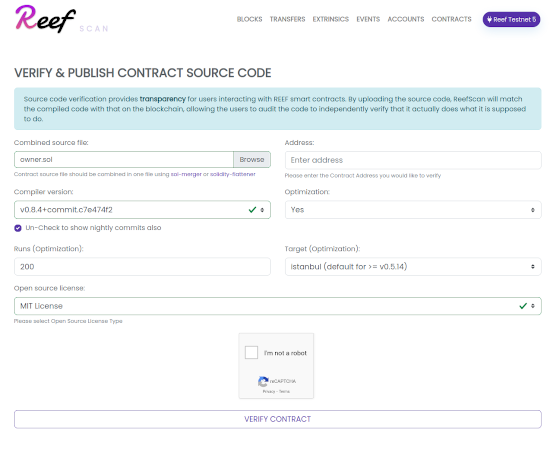 Reef SCAN
BLOCKS TRANSFERS EXTRINSICS EVENTS ACCOUNTS CONTRACTS Reef Testnet 5
VERIFY & PUBLISH CONTRACT SOURCE CODE
Source code verification provides transparency for users interacting with REEF smart contracts. By uploading the source code, ReefScan will match
the compiled code with that on the blockchain, allowing the users to audit the code to independently verify that it actually does what it is supposed
to do.
Combined source file:
owner.sol Browse
Contract source file should be combined in one file using sol-merger or solidity-flattener
Address:
Enter address
Please enter the Contract Address you would like to verify
Compiler version:
v0.8.4+commit.c7e474f2
Un-Check to show nightly commits also
Optimization:
Yes
Runs (Optimization):
200
Target (Optimization):
istanbul (default for >= v0.5.14)
Open source license:
MIT License
Please select Open Source License Type
I'm not a robot
reCAPTCHA
Privacy - Terms
VERIFY CONTRACT